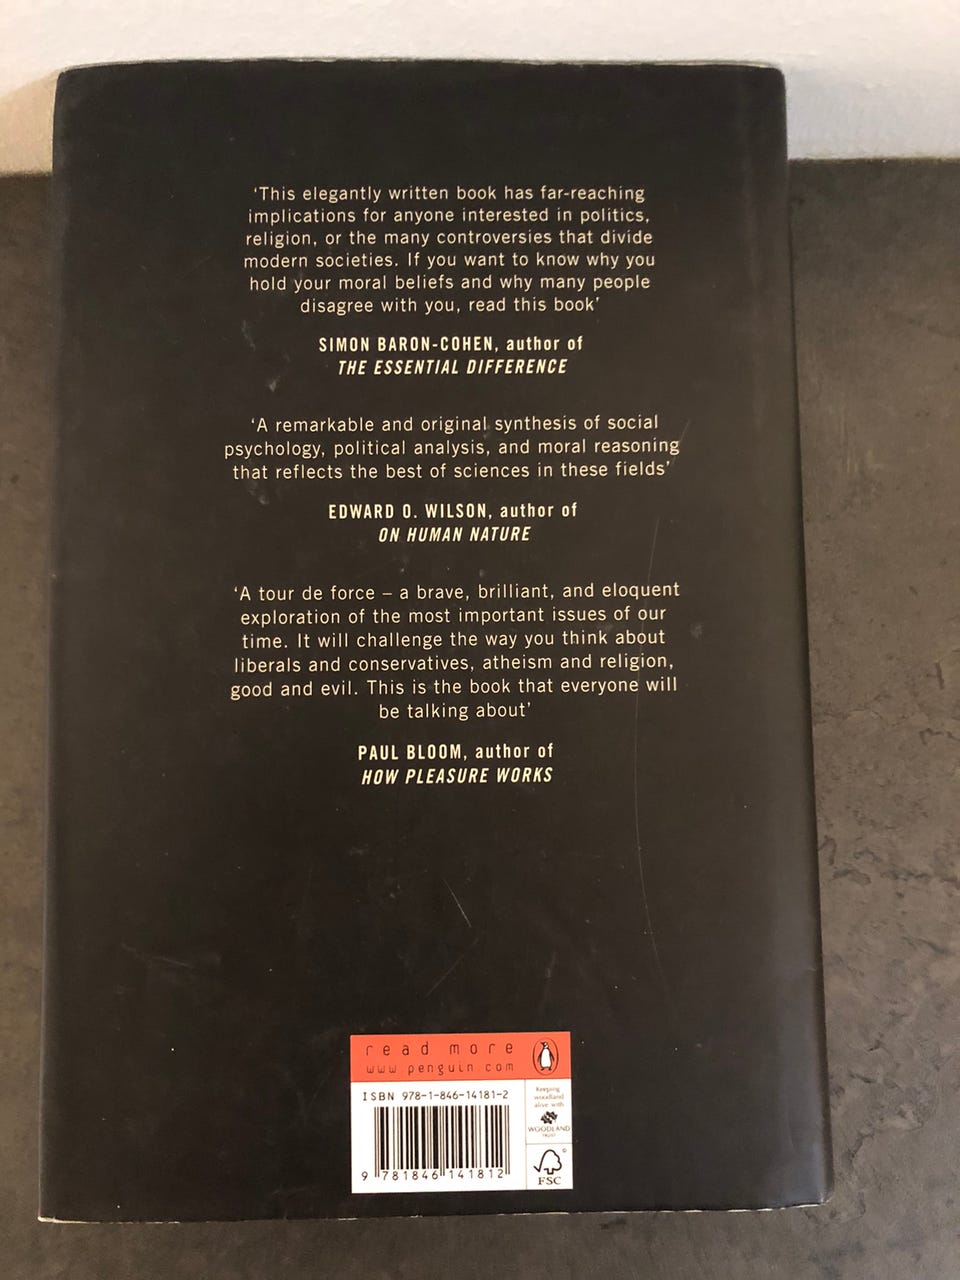 ‘This elegantly written book has far-reaching
implications for anyone interested in politics,
religion, or the many controversies that divide
modern societies. If you want to know why you
hold your moral beliefs and why many people
disagree with you, read this book’
SIMON BARON-COHEN, author of
THE ESSENTIAL DIFFERENCE
‘A remarkable and original synthesis of social
psychology, political analysis, and moral reasoning
that reflects the best of sciences in these fields’
EDWARD O. WILSON, author of
ON HUMAN NATURE
‘A tour de force – a brave, brilliant, and eloquent
exploration of the most important issues of our
time. It will challenge the way you think about
liberals and conservatives, atheism and religion,
good and evil. This is the book that everyone will
be talking about’
PAUL BLOOM, author of
HOW PLEASURE WORKS
read more
www.penguin.com
ISBN 978-1-846-14181-2
9 781846 141812
Keeping
woodland
alive with
WOODLAND
TRUST
FSC